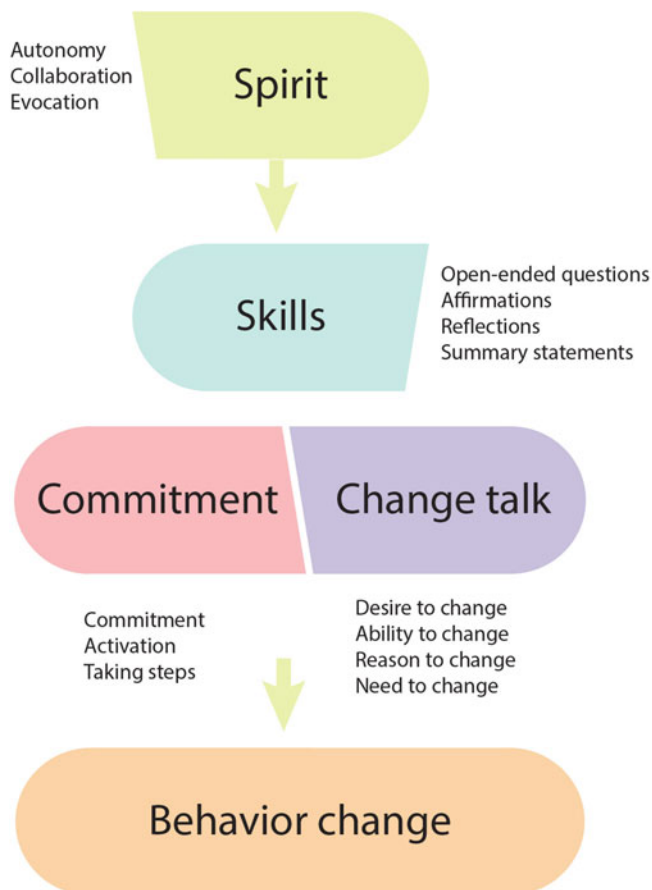 Autonomy
Collaboration
Evocation
Spirit
Skills
Open-ended questions
Affirmations
Reflections
Summary statements
Commitment
Change talk
Commitment
Activation
Taking steps
Desire to change
Ability to change
Reason to change
Need to change
Behavior change